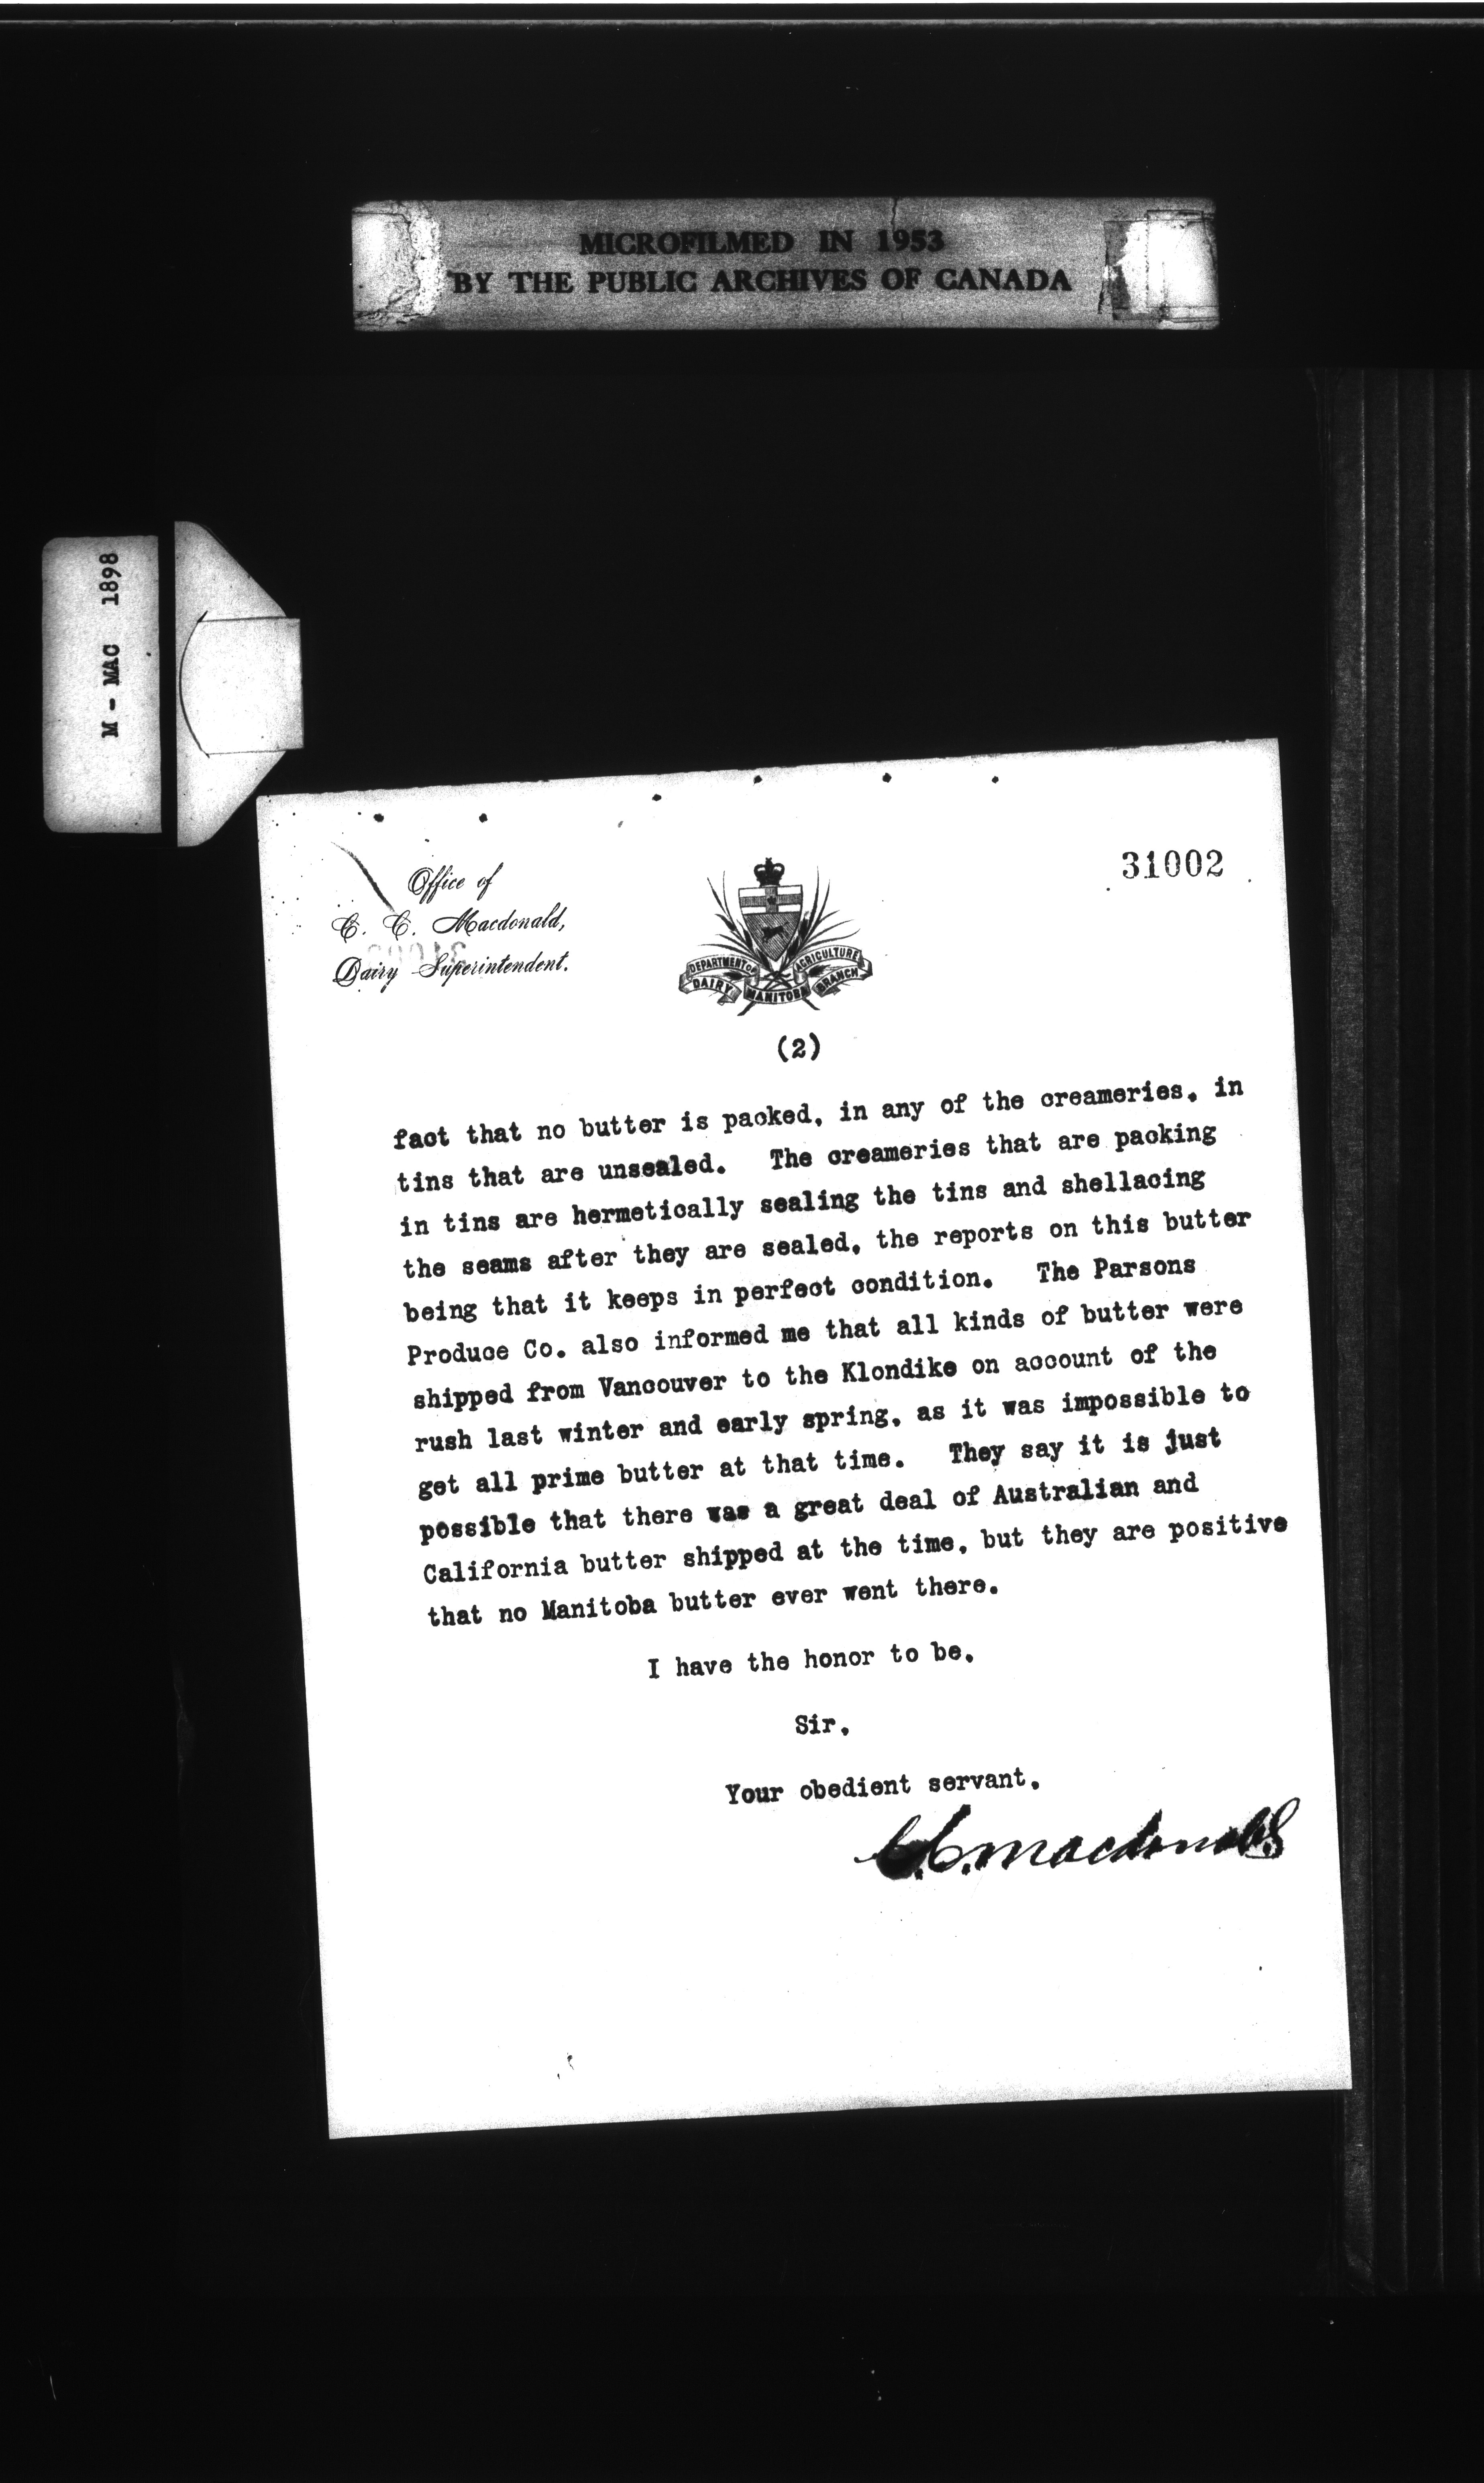 MICROFILMED IN 1953
BY THE PUBLIC ARCHIVES OF CANADA
M - MAC 1898
31002
Office of
C. C. Macdonald,
Dairy Superintendent.
DEPARTMENT OF AGRICULTURE
DAIRY MANITOBA BRANCH
(2)
fact that no butter is packed, in any of the creameries, in
tins that are unsealed. The creameries that are packing
in tins are hermetically sealing the tins and shellacing
the seams after they are sealed, the reports on this butter
being that it keeps in perfect condition. The Parsons
Produce Co. also informed me that all kinds of butter were
shipped from Vancouver to the Klondike on account of the
rush last winter and early spring, as it was impossible to
get all prime butter at that time. They say it is just
possible that there was a great deal of Australian and
California butter shipped at the time, but they are positive
that no Manitoba butter ever went there.
I have the honor to be,
Sir,
Your obedient servant,
C.C. Macdonald